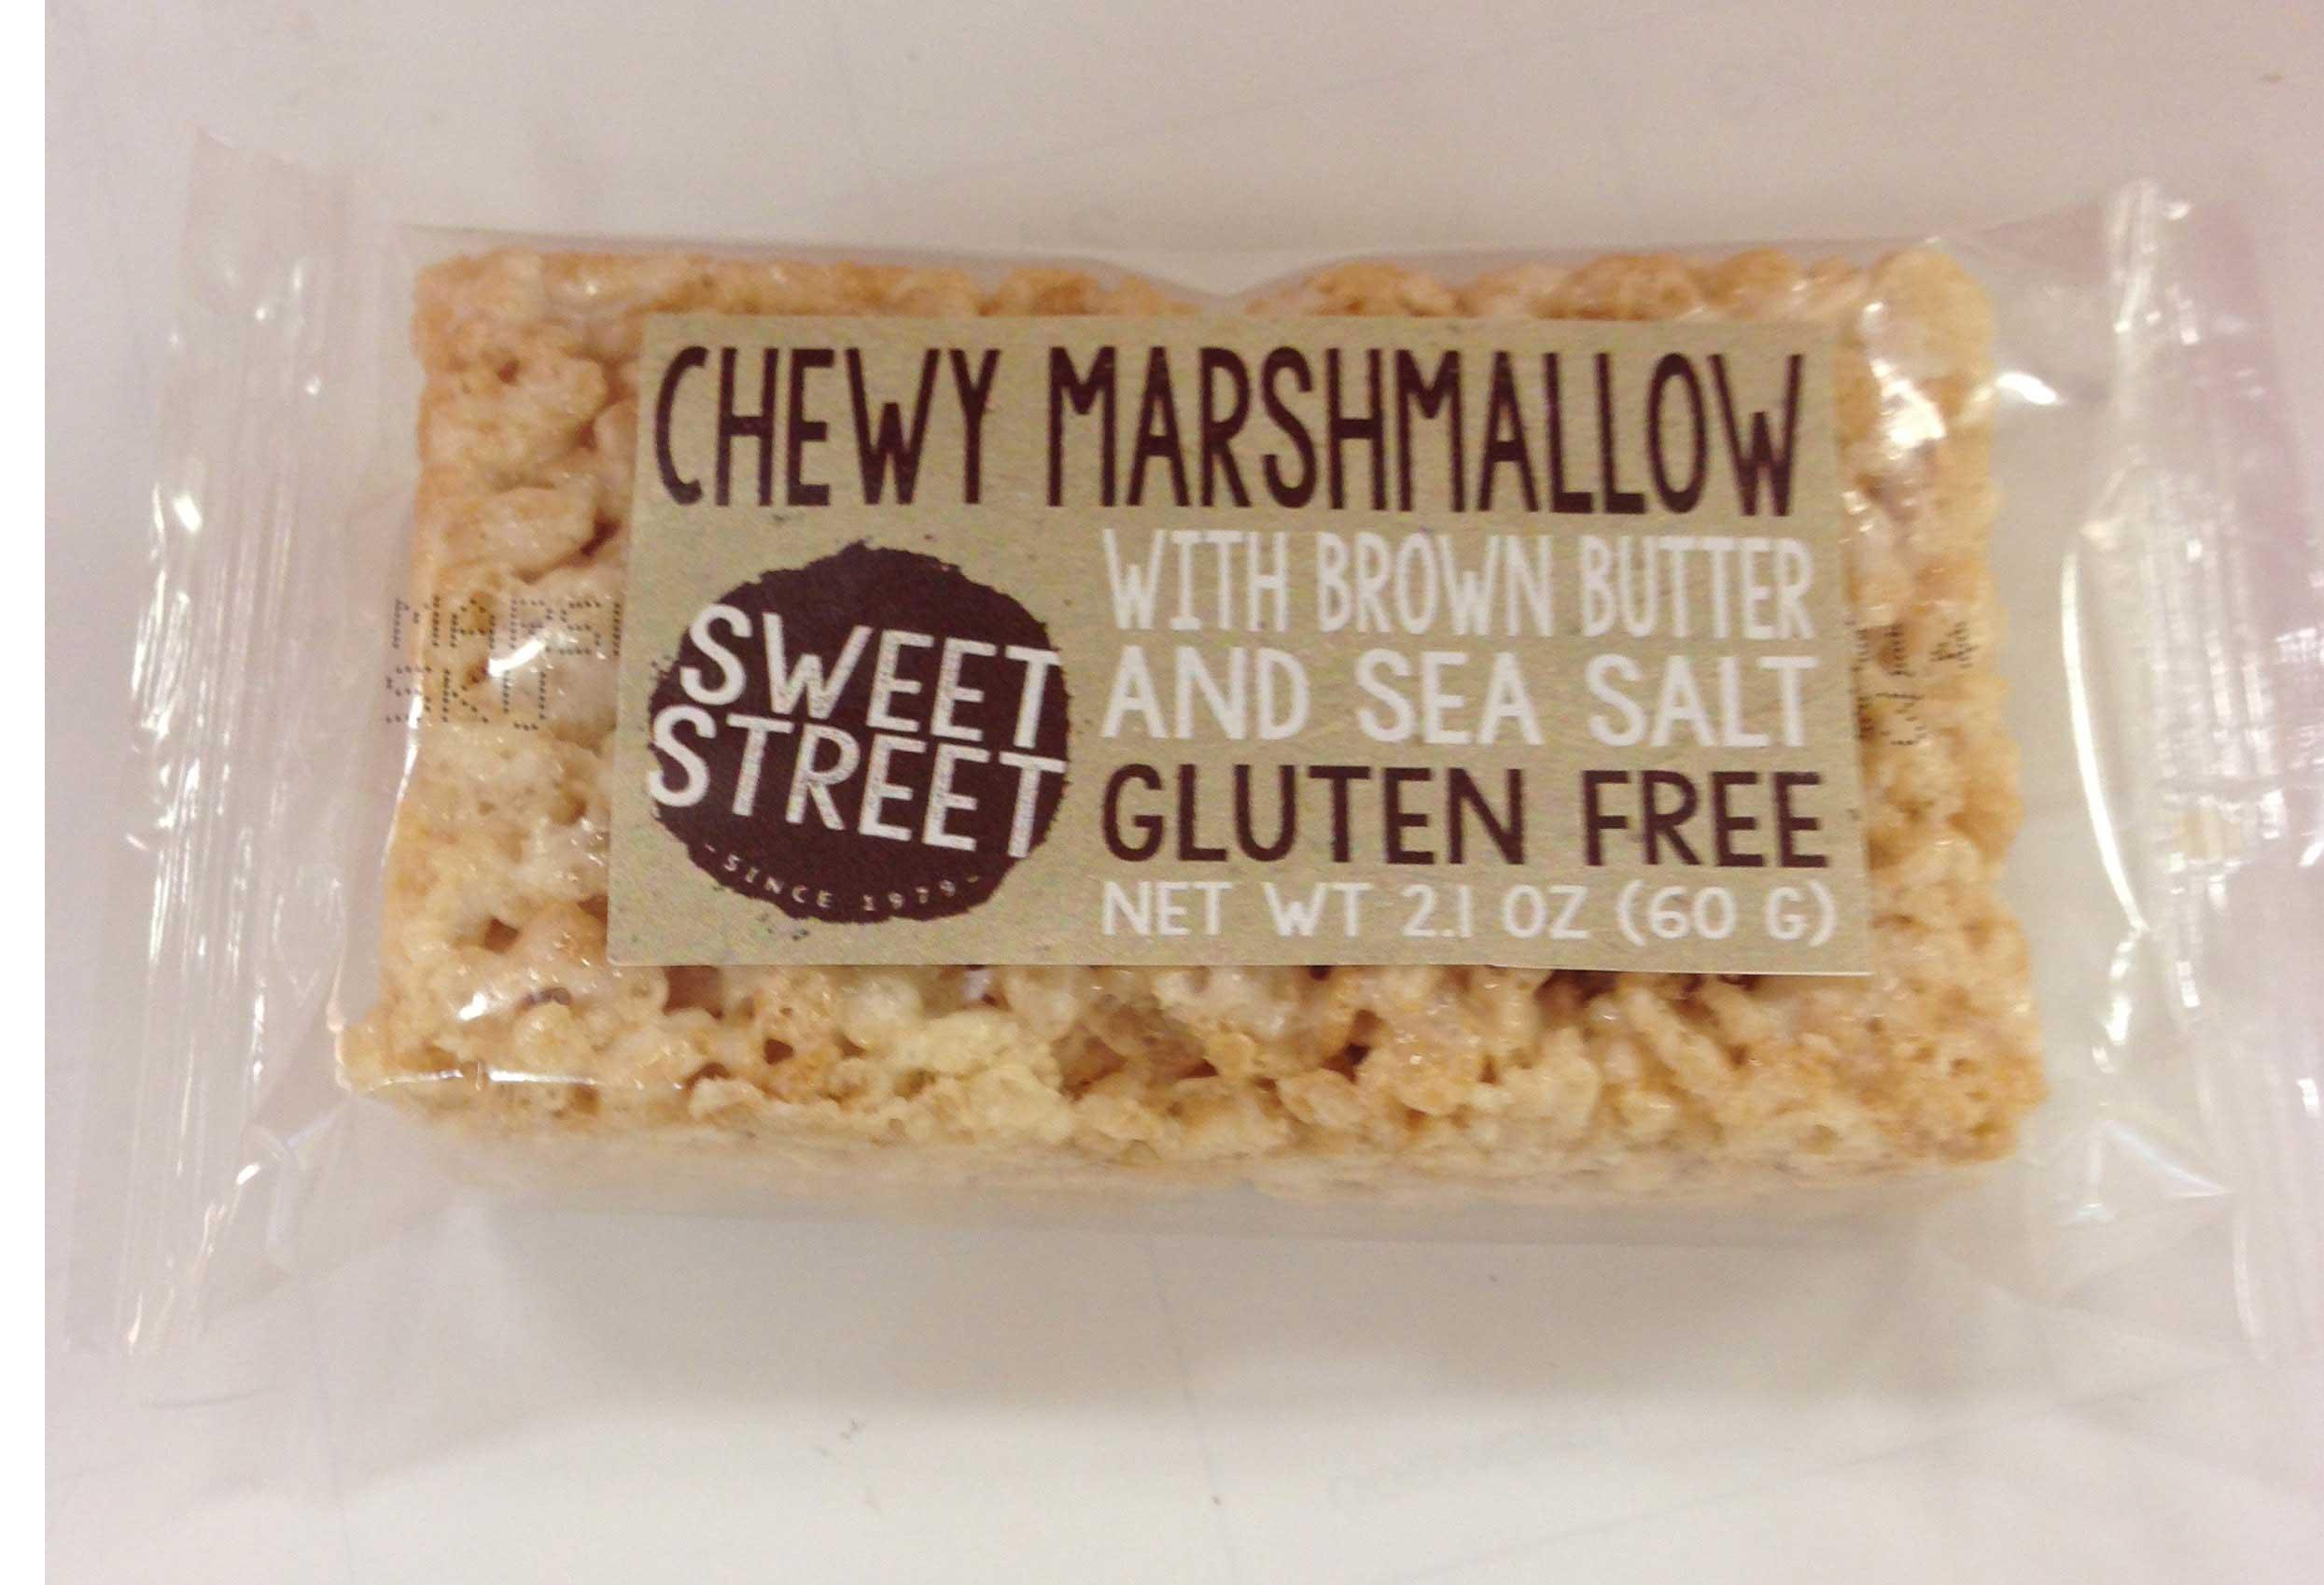 CHEWY MARSHMALLOW
WITH BROWN BUTTER
AND SEA SALT
GLUTEN FREE
NET WT 2.1 OZ (60 G)
SWEET
STREET
-SINCE 1979-